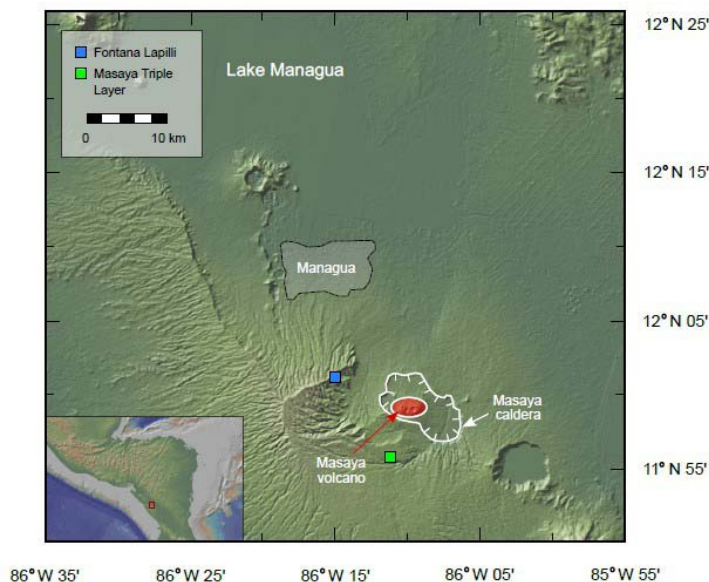 Fontana Lapilli
Masaya Triple
Layer
0 10 km
Lake Managua
Managua
Masaya
caldera
Masaya
volcano
12° N 25'
12° N 15'
12° N 05'
11° N 55'
86° W 35' 86° W 25' 86° W 15' 86° W 05' 85° W 55'